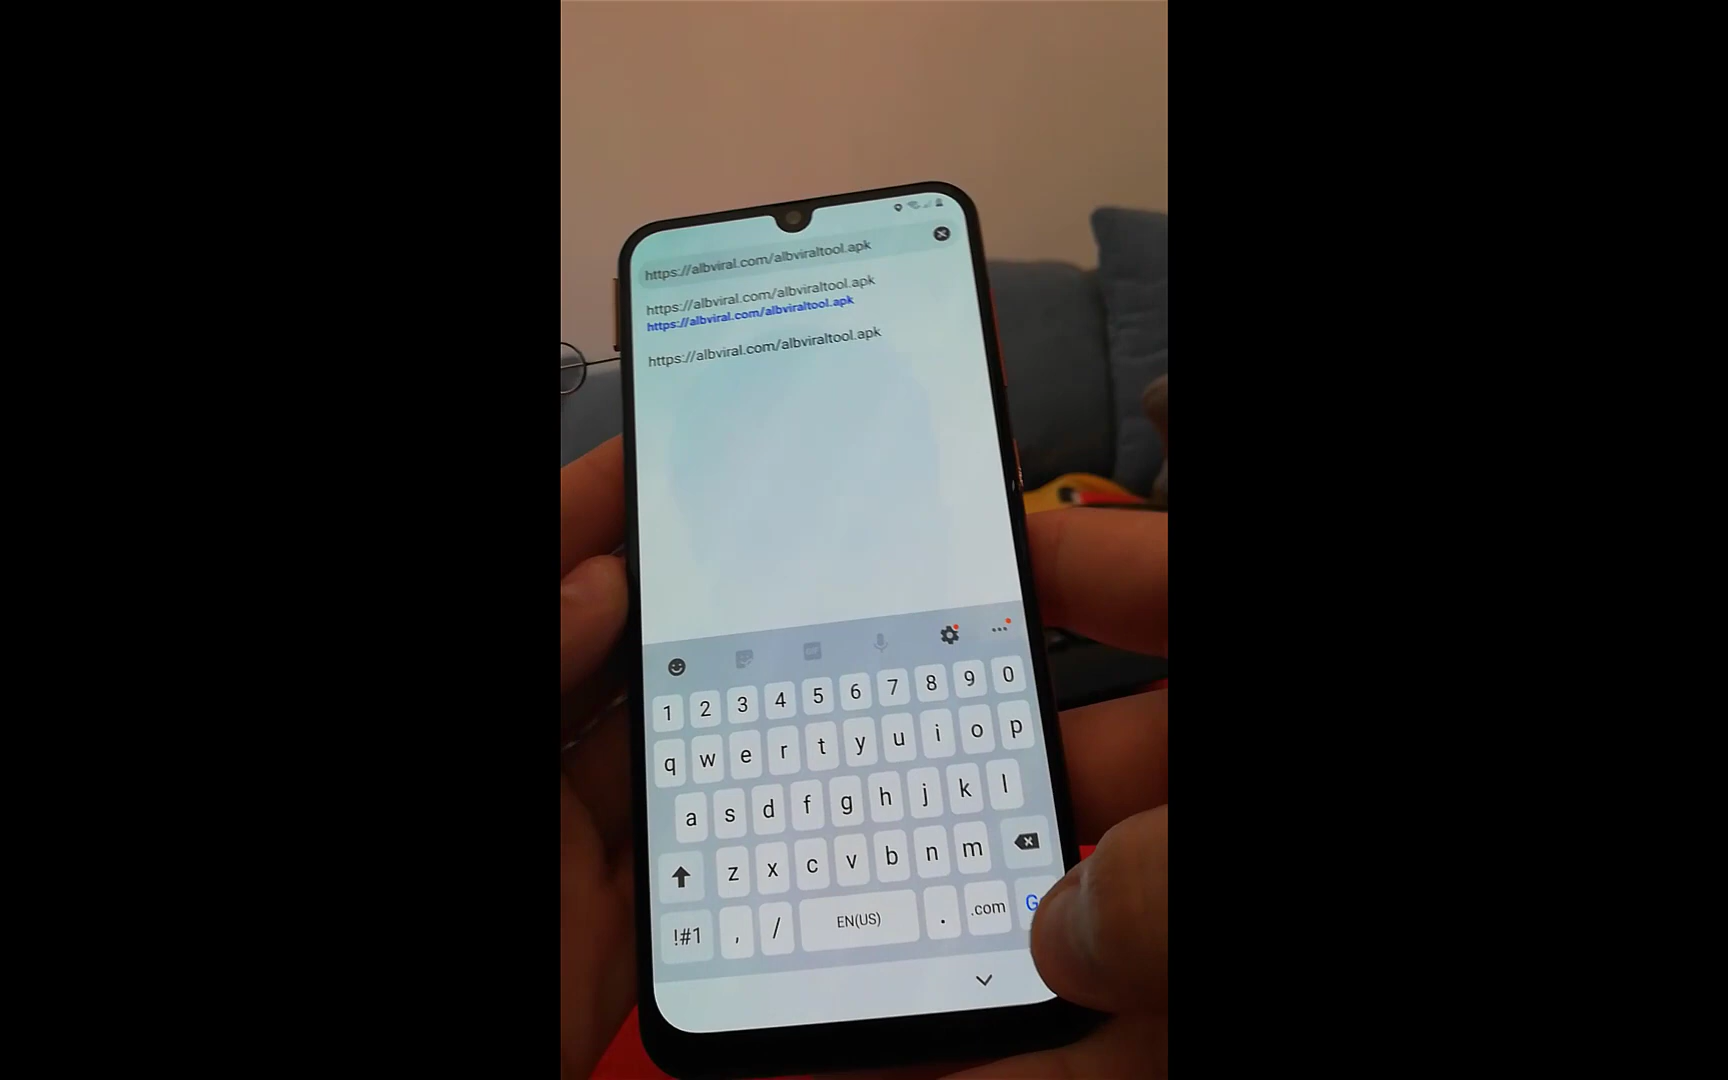 https://albviral.com/albviraltool.apk
https://albviral.com/albviraltool.apk
https://albviral.com/albviraltool.apk
https://albviral.com/albviraltool.apk
GIF
1 2 3 4 5 6 7 8 9 0
q w e r t y u i o p
a s d f g h j k l
z x c v b n m
!#1 , / EN(US) . .com